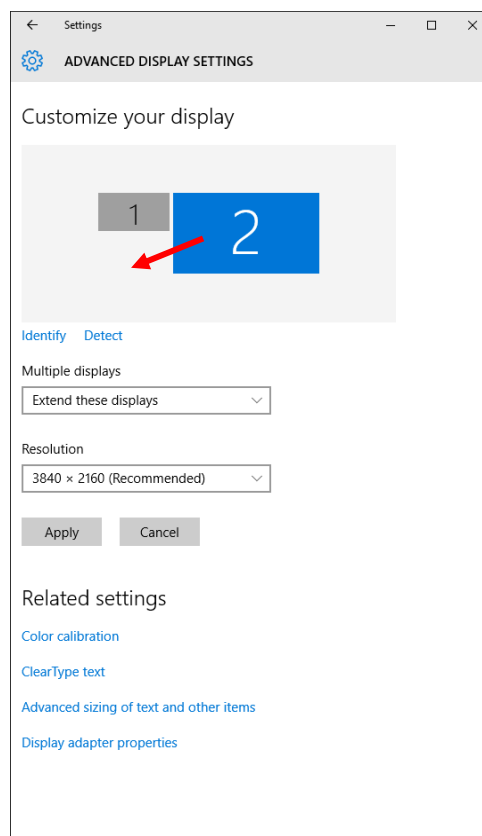 Settings
ADVANCED DISPLAY SETTINGS
Customize your display
1
2
Identify Detect
Multiple displays
Extend these displays
Resolution
3840 × 2160 (Recommended)
Apply Cancel
Related settings
Color calibration
ClearType text
Advanced sizing of text and other items
Display adapter properties